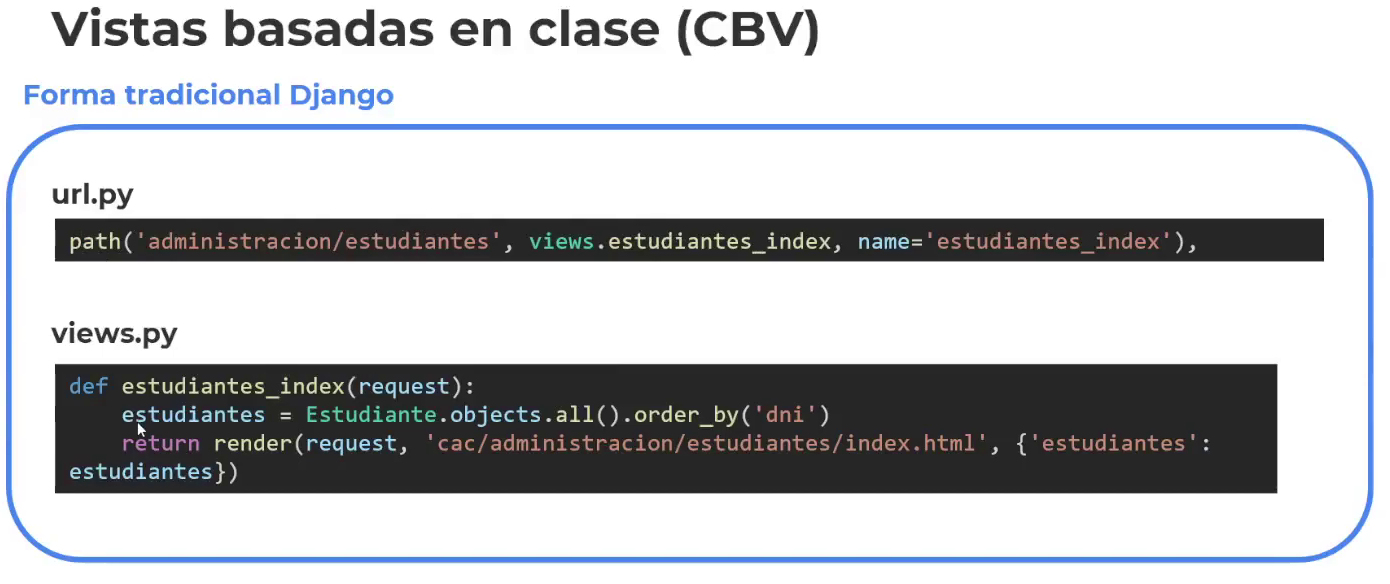 Vistas basadas en clase (CBV)
Forma tradicional Django
url.py
path('administracion/estudiantes', views.estudiantes_index, name='estudiantes_index'),
views.py
def estudiantes_index(request):
    estudiantes = Estudiante.objects.all().order_by('dni')
    return render(request, 'cac/administracion/estudiantes/index.html', {'estudiantes':
estudiantes})